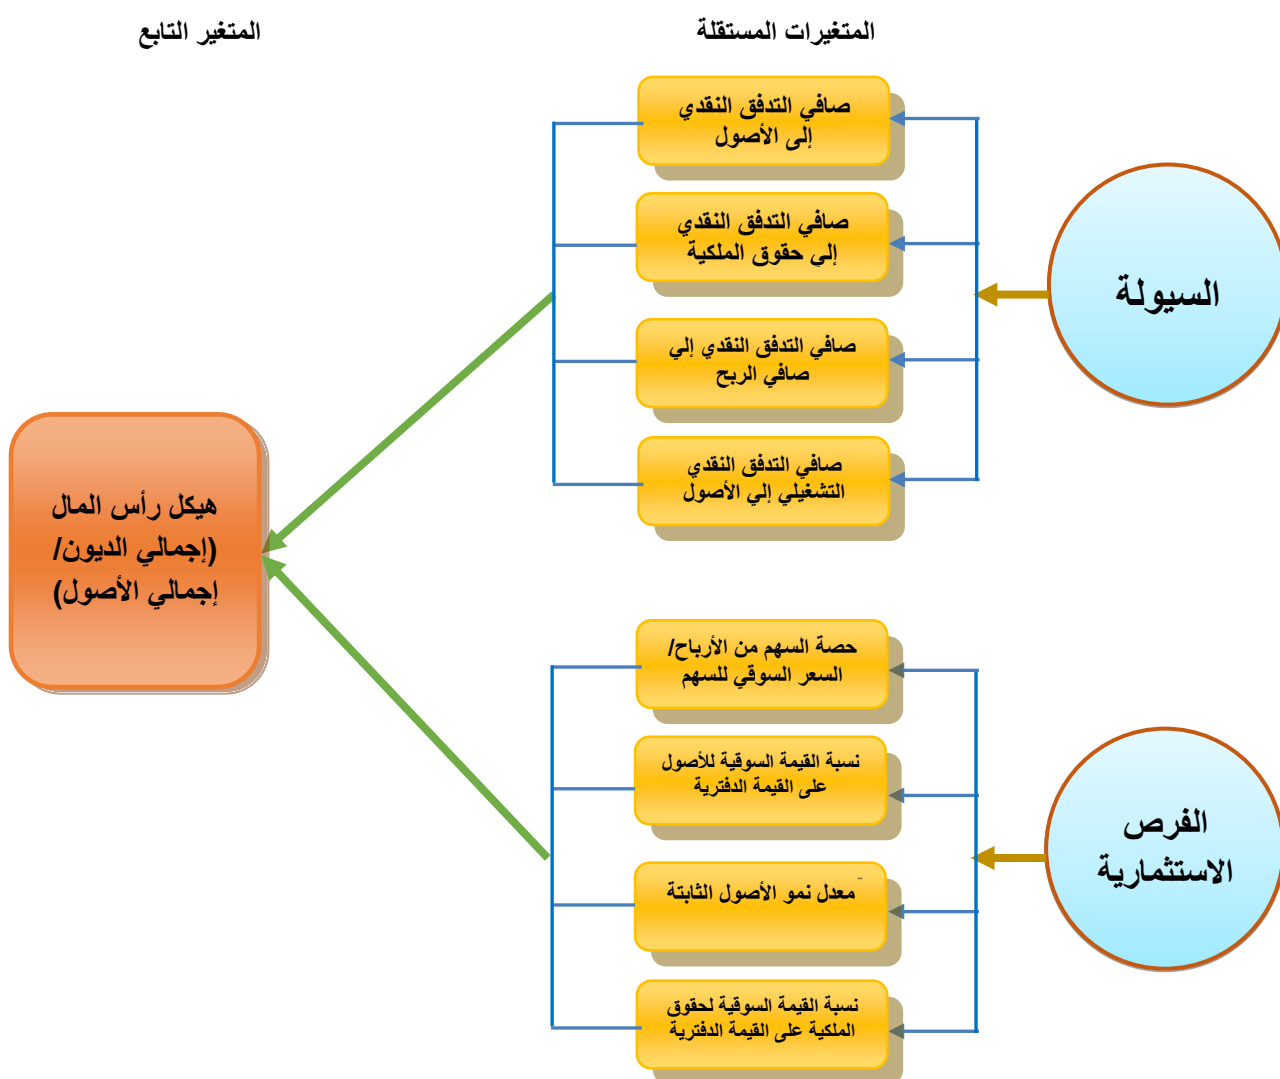 المتغيرات المستقلة
المتغير التابع
صافي التدفق النقدي
إلى الأصول
صافي التدفق النقدي
إلي حقوق الملكية
السيولة
صافي التدفق النقدي إلي
صافي الربح
صافي التدفق النقدي
التشغيلي إلي الأصول
هيكل رأس المال
(إجمالي الديون/
إجمالي الأصول)
حصة السهم من الأرباح/
السعر السوقي للسهم
نسبة القيمة السوقية للأصول
على القيمة الدفترية
الفرص
الاستثمارية
معدل نمو الأصول الثابتة
نسبة القيمة السوقية لحقوق
الملكية على القيمة الدفترية